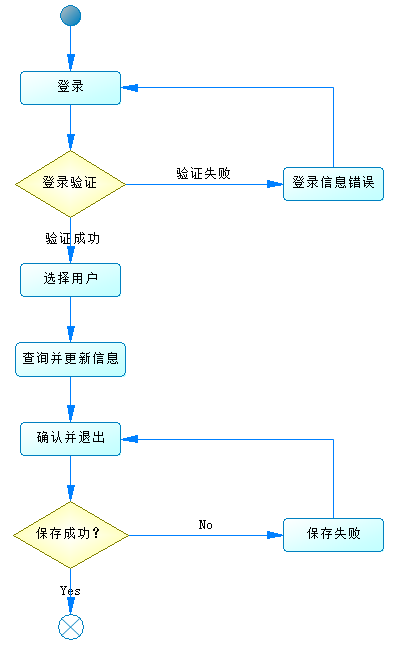 登录
登录验证
验证失败
登录信息错误
验证成功
选择用户
查询并更新信息
确认并退出
保存成功？
No
保存失败
Yes